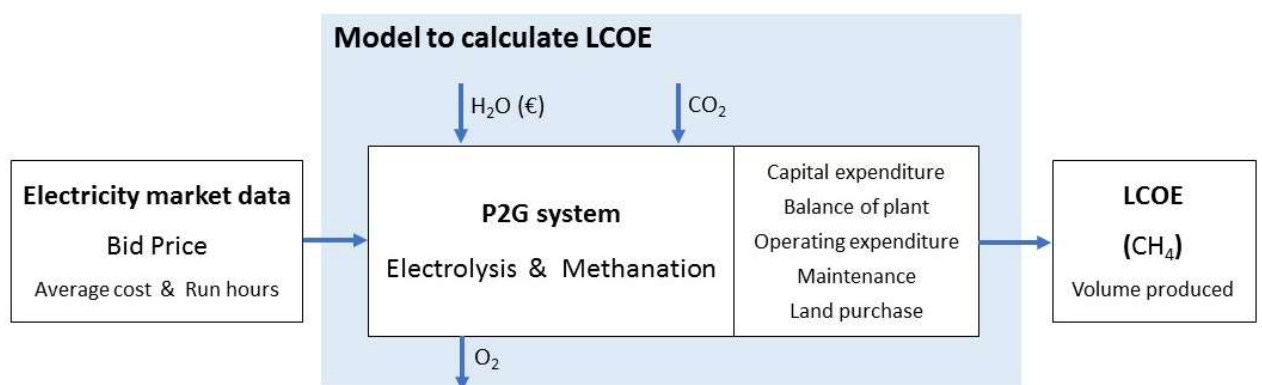 Model to calculate LCOE
H₂O (€)
CO₂
Electricity market data
Bid Price
Average cost & Run hours
P2G system
Electrolysis & Methanation
Capital expenditure
Balance of plant
Operating expenditure
Maintenance
Land purchase
LCOE
(CH₄)
Volume produced
O₂